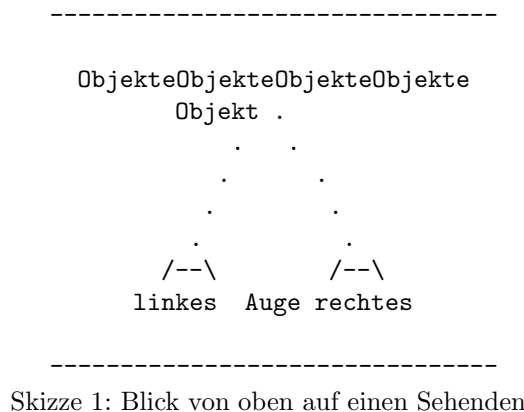 --------------------------------
ObjekteObjekteObjekteObjekte
Objekt .
. .
. .
. .
. .
/--\ /--\
linkes Auge rechtes
--------------------------------
Skizze 1: Blick von oben auf einen Sehenden